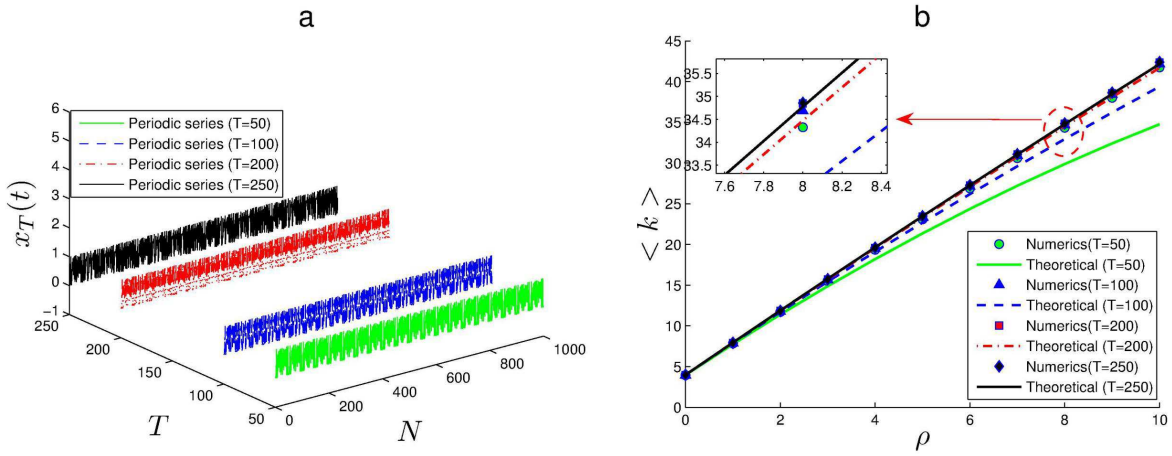 a
6
5
4
3
2
1
0
−1
x_T(t)
Periodic series (T=50)
Periodic series (T=100)
Periodic series (T=200)
Periodic series (T=250)
250
200
150
100
50
T
0
200
400
600
800
1000
N
b
45
40
35
30
25
20
15
10
5
0
< k >
0
2
4
6
8
10
ρ
35.5
35
34.5
34
33.5
7.6
7.8
8
8.2
8.4
Numerics(T=50)
Theoretical (T=50)
Numerics(T=100)
Theoretical (T=100)
Numerics(T=200)
Theoretical (T=200)
Numerics(T=250)
Theoretical (T=250)